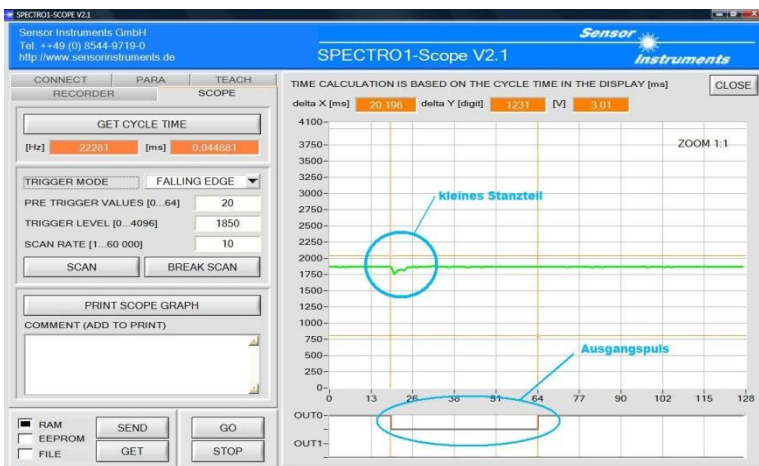 SPECTRO1-SCOPE V2.1
Sensor Instruments GmbH
Tel. ++49 (0) 8544-9719-0
http://www.sensorinstruments.de
SPECTRO1-Scope V2.1
Sensor
Instruments
CONNECT PARA TEACH
RECORDER SCOPE
GET CYCLE TIME
[Hz] 22281 [ms] 0.044881
TRIGGER MODE FALLING EDGE
PRE TRIGGER VALUES [0...64] 20
TRIGGER LEVEL [0...4096] 1850
SCAN RATE [1...60 000] 10
SCAN BREAK SCAN
PRINT SCOPE GRAPH
COMMENT (ADD TO PRINT)
RAM
EEPROM
FILE
SEND GO
GET STOP
TIME CALCULATION IS BASED ON THE CYCLE TIME IN THE DISPLAY [ms]
CLOSE
delta X [ms] 20.196 delta Y [digit] 1231 [V] 3.01
ZOOM 1:1
4100-
3750-
3500-
3250-
3000-
2750-
2500-
2250-
2000-
1750-
1500-
1250-
1000-
750-
500-
250-
0-
kleines Stanzteil
Ausgangspuls
0 13 26 38 51 64 77 90 102 115 128
OUT0-
OUT1-